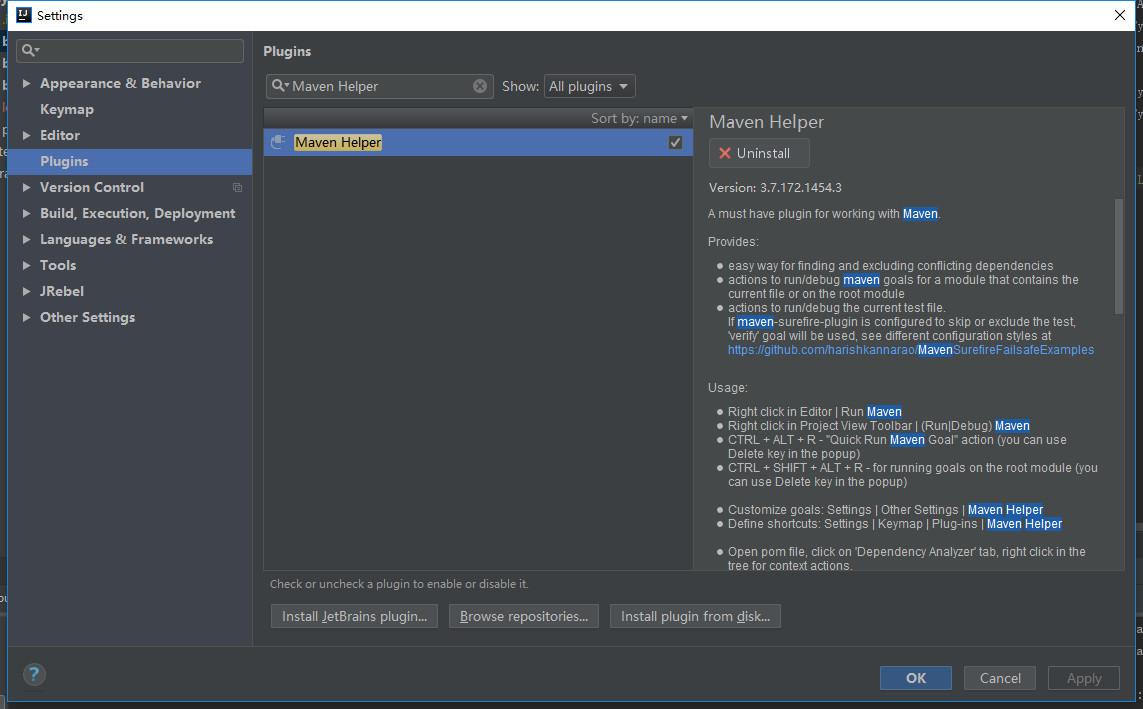 Settings
Appearance & Behavior
Keymap
Editor
Plugins
Version Control
Build, Execution, Deployment
Languages & Frameworks
Tools
JRebel
Other Settings
Plugins
Maven Helper
Show: All plugins
Sort by: name
Maven Helper
Maven Helper
Uninstall
Version: 3.7.172.1454.3
A must have plugin for working with Maven.
Provides:
easy way for finding and excluding conflicting dependencies
actions to run/debug maven goals for a module that contains the
current file or on the root module
actions to run/debug the current test file.
If maven-surefire-plugin is configured to skip or exclude the test,
'verify' goal will be used, see different configuration styles at
https://github.com/harishkannarao/MavenSurefireFailsafeExamples
Usage:
Right click in Editor | Run Maven
Right click in Project View Toolbar | (Run|Debug) Maven
CTRL + ALT + R - "Quick Run Maven Goal" action (you can use
Delete key in the popup)
CTRL + SHIFT + ALT + R - for running goals on the root module (you
can use Delete key in the popup)
Customize goals: Settings | Other Settings | Maven Helper
Define shortcuts: Settings | Keymap | Plug-ins | Maven Helper
Open pom file, click on 'Dependency Analyzer' tab, right click in the
tree for context actions.
Check or uncheck a plugin to enable or disable it.
Install JetBrains plugin...
Browse repositories...
Install plugin from disk...
?
OK
Cancel
Apply